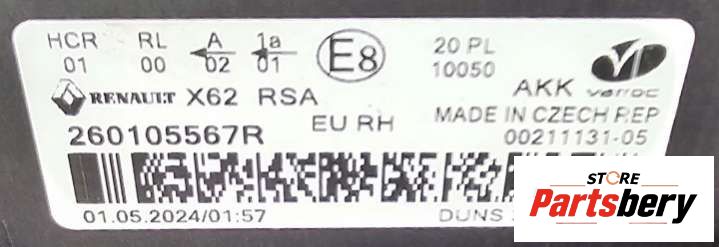 HCR RL A 1a E8 20 PL
01 00 02 01 10050 AKK varroc
RENAULT X62 RSA
EU RH MADE IN CZECH REP
260105567R 00211131-05
01.05.2024/01:57 DUNS
STORE
Partsbery